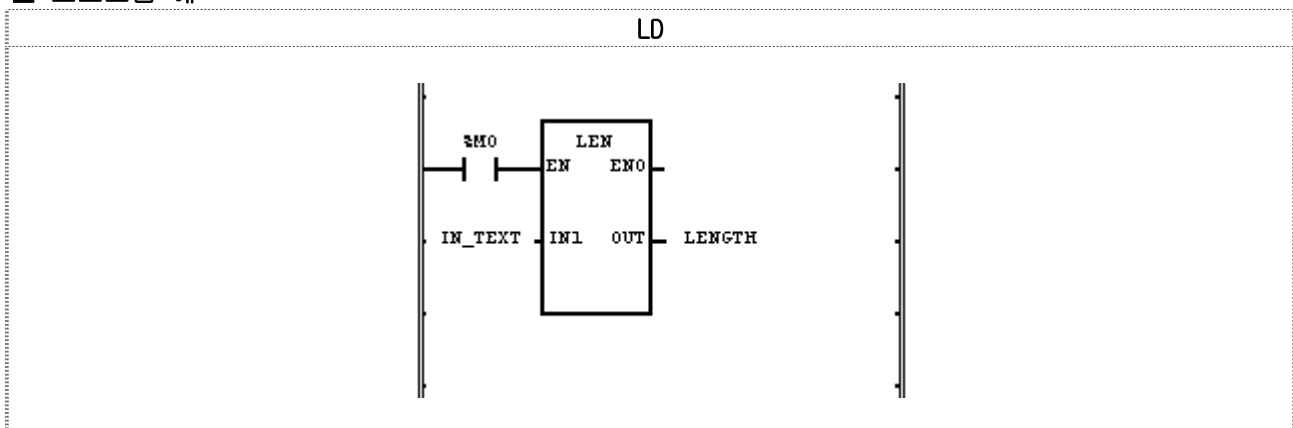 LD
%M0
LEN
EN ENO
IN_TEXT IN1 OUT LENGTH